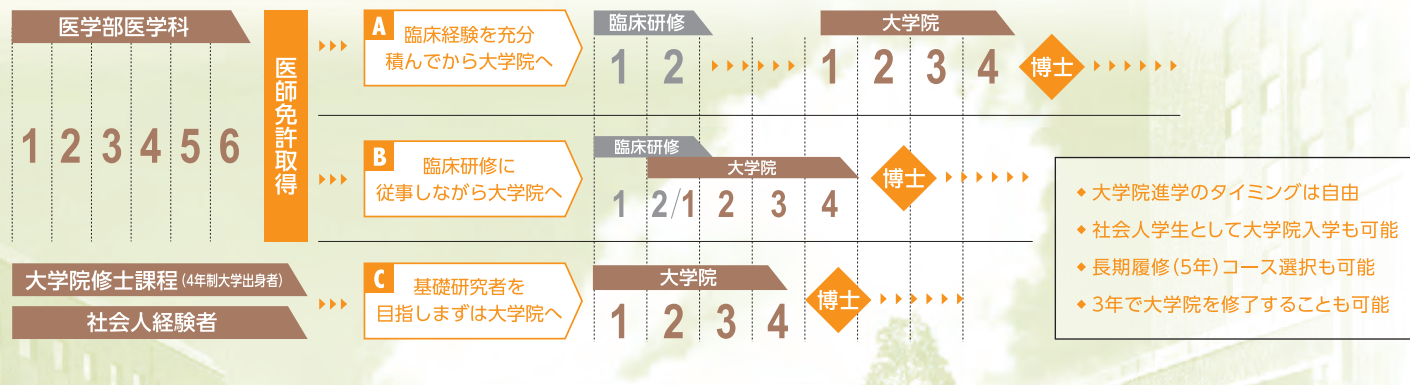 医学部医学科
1 2 3 4 5 6
医師免許取得
A 臨床経験を充分
積んでから大学院へ
臨床研修
1 2
大学院
1 2 3 4
博士
B 臨床研修に
従事しながら大学院へ
臨床研修
大学院
1 2/1 2 3 4
博士
大学院修士課程(4年制大学出身者)
社会人経験者
C 基礎研究者を
目指しまずは大学院へ
大学院
1 2 3 4
博士
大学院進学のタイミングは自由
社会人学生として大学院入学も可能
長期履修(5年)コース選択も可能
3年で大学院を修了することも可能